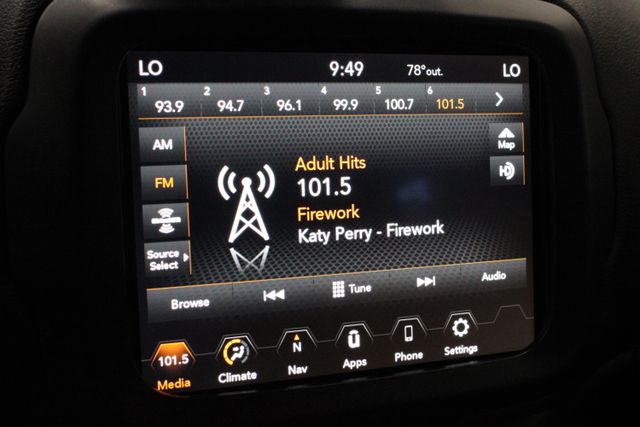 LO 9:49 78°out. LO
1 2 3 4 5 6
93.9 94.7 96.1 99.9 100.7 101.5
AM
Map
FM
Adult Hits
101.5
Firework
Katy Perry - Firework
Source
Select
Browse Tune Audio
101.5 N u
Media Climate Nav Apps Phone Settings